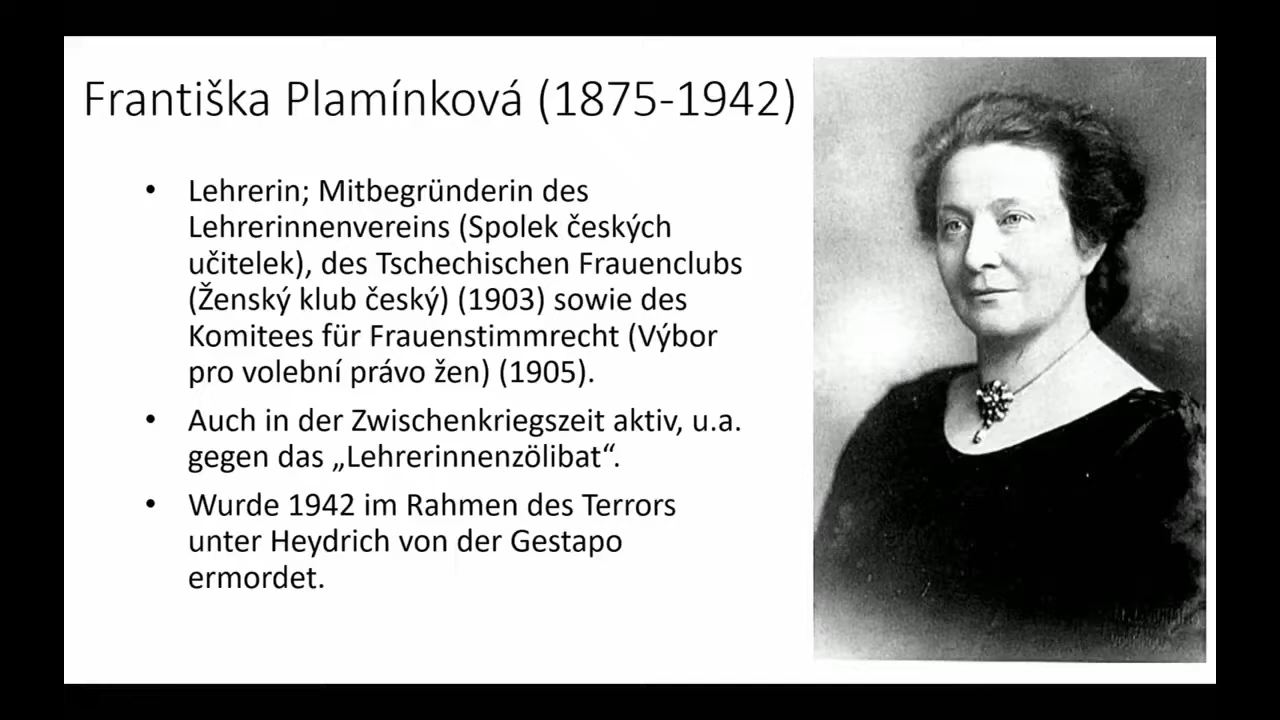 Františka Plamínková (1875-1942)
• Lehrerin; Mitbegründerin des
Lehrerinnenvereins (Spolek českých
učitelek), des Tschechischen Frauenclubs
(Ženský klub český) (1903) sowie des
Komitees für Frauenstimmrecht (Výbor
pro volební právo žen) (1905).
• Auch in der Zwischenkriegszeit aktiv, u.a.
gegen das „Lehrerinnenzölibat“.
• Wurde 1942 im Rahmen des Terrors
unter Heydrich von der Gestapo
ermordet.